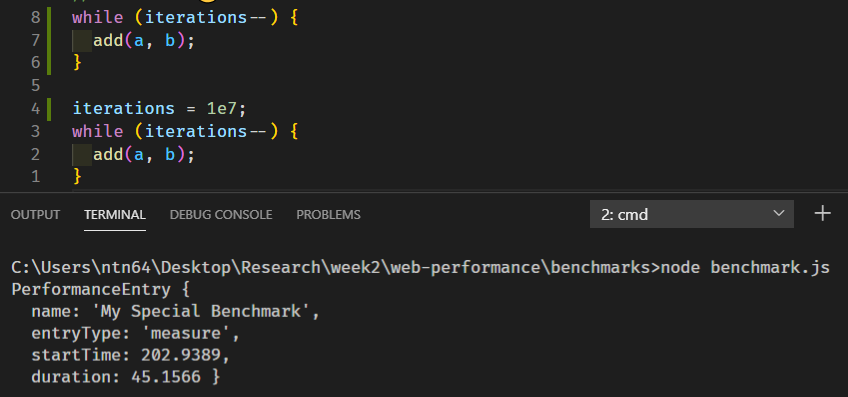 8 while (iterations--) {
7 add(a, b);
6 }
5
4 iterations = 1e7;
3 while (iterations--) {
2 add(a, b);
1 }
OUTPUT TERMINAL DEBUG CONSOLE PROBLEMS 2: cmd
C:\Users\ntn64\Desktop\Research\week2\web-performance\benchmarks>node benchmark.js
PerformanceEntry {
name: 'My Special Benchmark',
entryType: 'measure',
startTime: 202.9389,
duration: 45.1566 }